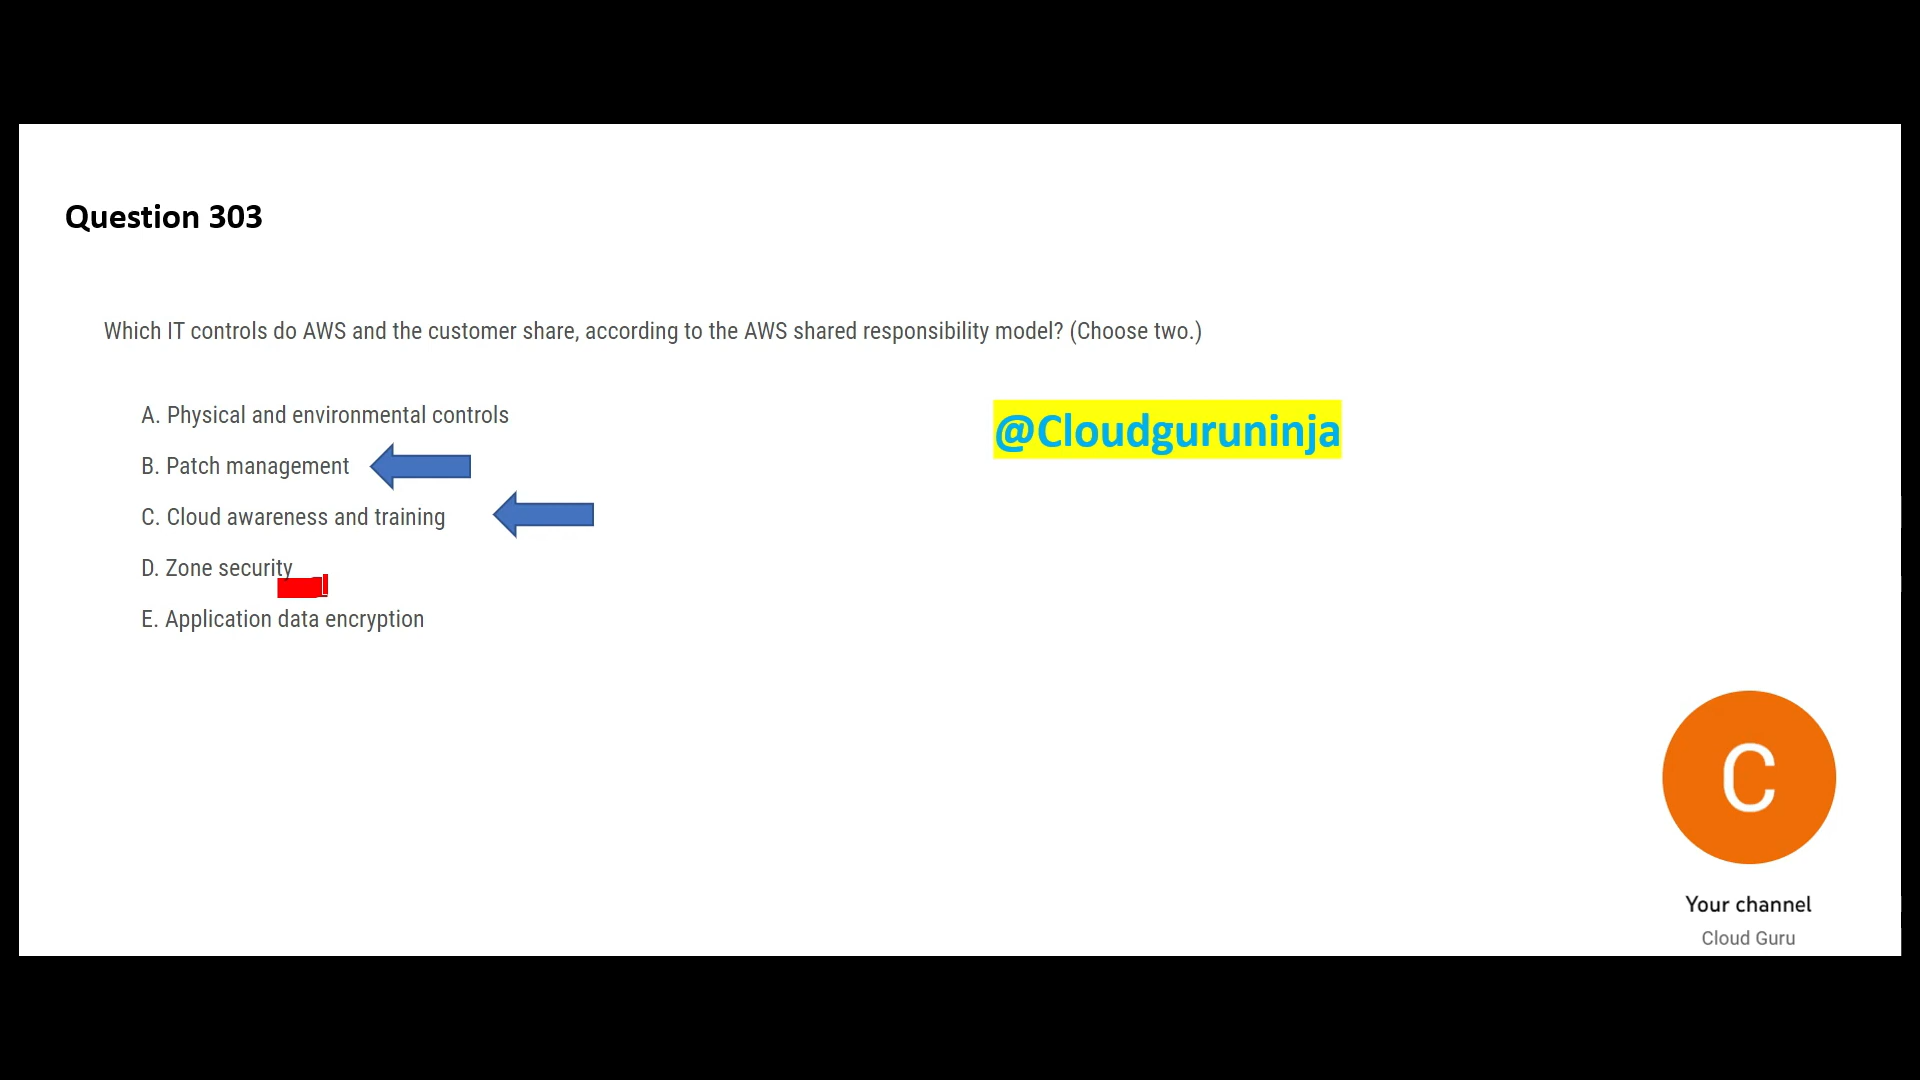 Question 303
Which IT controls do AWS and the customer share, according to the AWS shared responsibility model? (Choose two.)
A. Physical and environmental controls
@Cloudguruninja
B. Patch management
C. Cloud awareness and training
D. Zone security
E. Application data encryption
C
Your channel
Cloud Guru